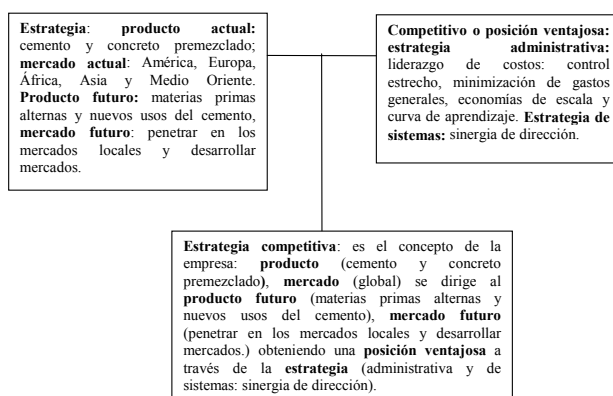 Estrategia: producto actual:
cemento y concreto premezclado;
mercado actual: América, Europa,
África, Asia y Medio Oriente.
Producto futuro: materias primas
alternas y nuevos usos del cemento,
mercado futuro: penetrar en los
mercados locales y desarrollar
mercados.
Competitivo o posición ventajosa:
estrategia administrativa:
liderazgo de costos: control
estrecho, minimización de gastos
generales, economías de escala y
curva de aprendizaje. Estrategia de
sistemas: sinergia de dirección.
Estrategia competitiva: es el concepto de la
empresa: producto (cemento y concreto
premezclado), mercado (global) se dirige al
producto futuro (materias primas alternas y
nuevos usos del cemento), mercado futuro
(penetrar en los mercados locales y desarrollar
mercados.) obteniendo una posición ventajosa a
través de la estrategia (administrativa y de
sistemas: sinergia de dirección).